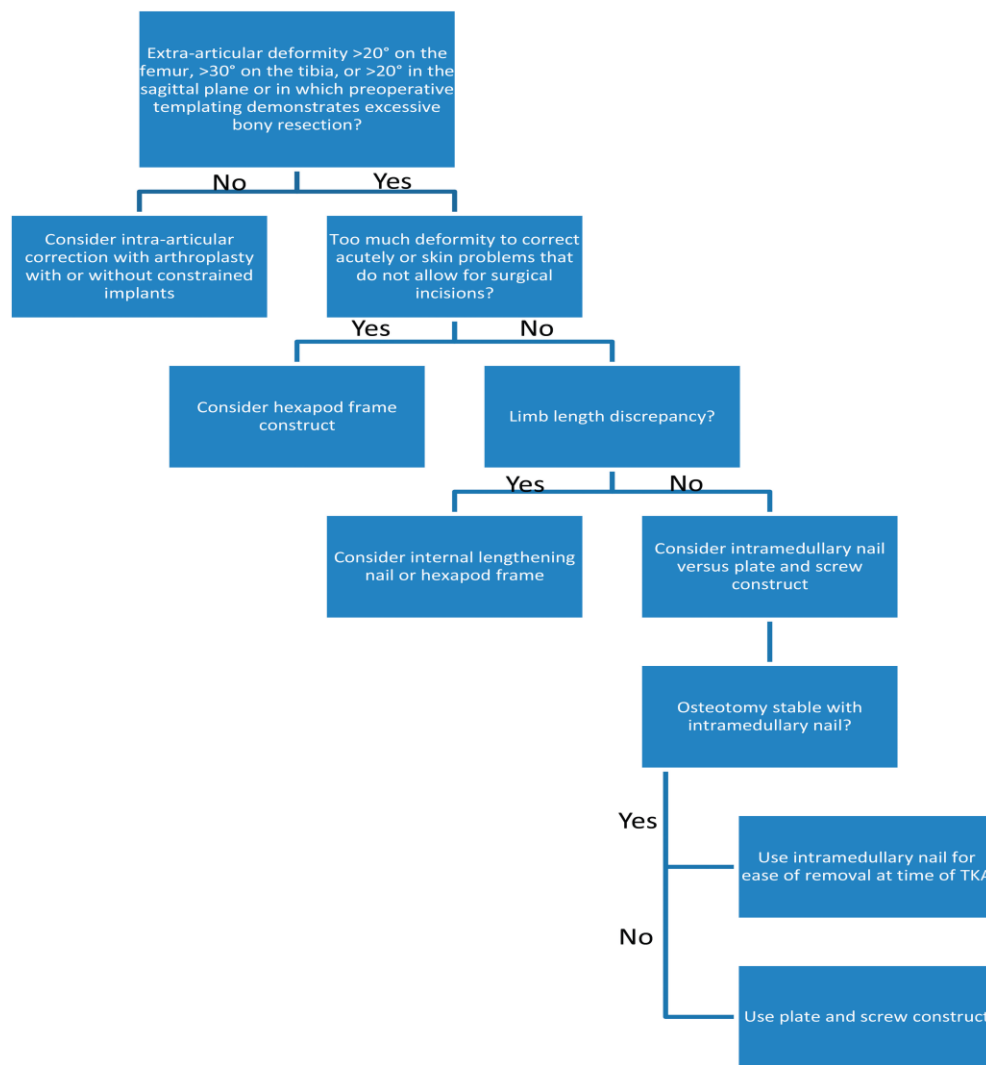 Extra-articular deformity >20° on the
femur, >30° on the tibia, or >20° in the
sagittal plane or in which preoperative
templating demonstrates excessive
bony resection?
No
Yes
Consider intra-articular
correction with arthroplasty
with or without constrained
implants
Too much deformity to correct
acutely or skin problems that
do not allow for surgical
incisions?
Yes
No
Consider hexapod frame
construct
Limb length discrepancy?
Yes
No
Consider internal lengthening
nail or hexapod frame
Consider intramedullary nail
versus plate and screw
construct
Osteotomy stable with
intramedullary nail?
Yes
Use intramedullary nail for
ease of removal at time of TKA
No
Use plate and screw construct